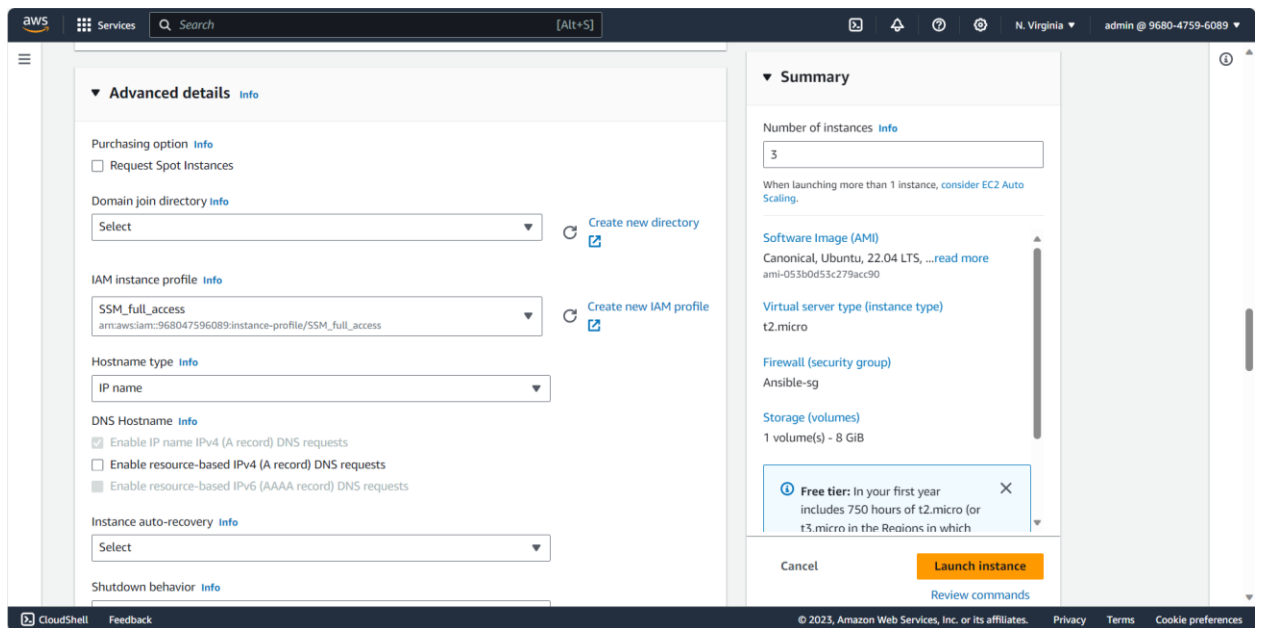 aws
Services
Search
[Alt+S]
N. Virginia
admin @ 9680-4759-6089
Advanced details Info
Purchasing option Info
Request Spot Instances
Domain join directory Info
Select
Create new directory
IAM instance profile Info
SSM_full_access
arn:aws:iam::968047596089:instance-profile/SSM_full_access
Create new IAM profile
Hostname type Info
IP name
DNS Hostname Info
Enable IP name IPv4 (A record) DNS requests
Enable resource-based IPv4 (A record) DNS requests
Enable resource-based IPv6 (AAAA record) DNS requests
Instance auto-recovery Info
Select
Shutdown behavior Info
Summary
Number of instances Info
3
When launching more than 1 instance, consider EC2 Auto
Scaling.
Software Image (AMI)
Canonical, Ubuntu, 22.04 LTS, ...read more
ami-053b0d53c279acc90
Virtual server type (instance type)
t2.micro
Firewall (security group)
Ansible-sg
Storage (volumes)
1 volume(s) - 8 GiB
Free tier: In your first year
includes 750 hours of t2.micro (or
t3.micro in the Regions in which
Cancel
Launch instance
Review commands
CloudShell
Feedback
© 2023, Amazon Web Services, Inc. or its affiliates.
Privacy
Terms
Cookie preferences